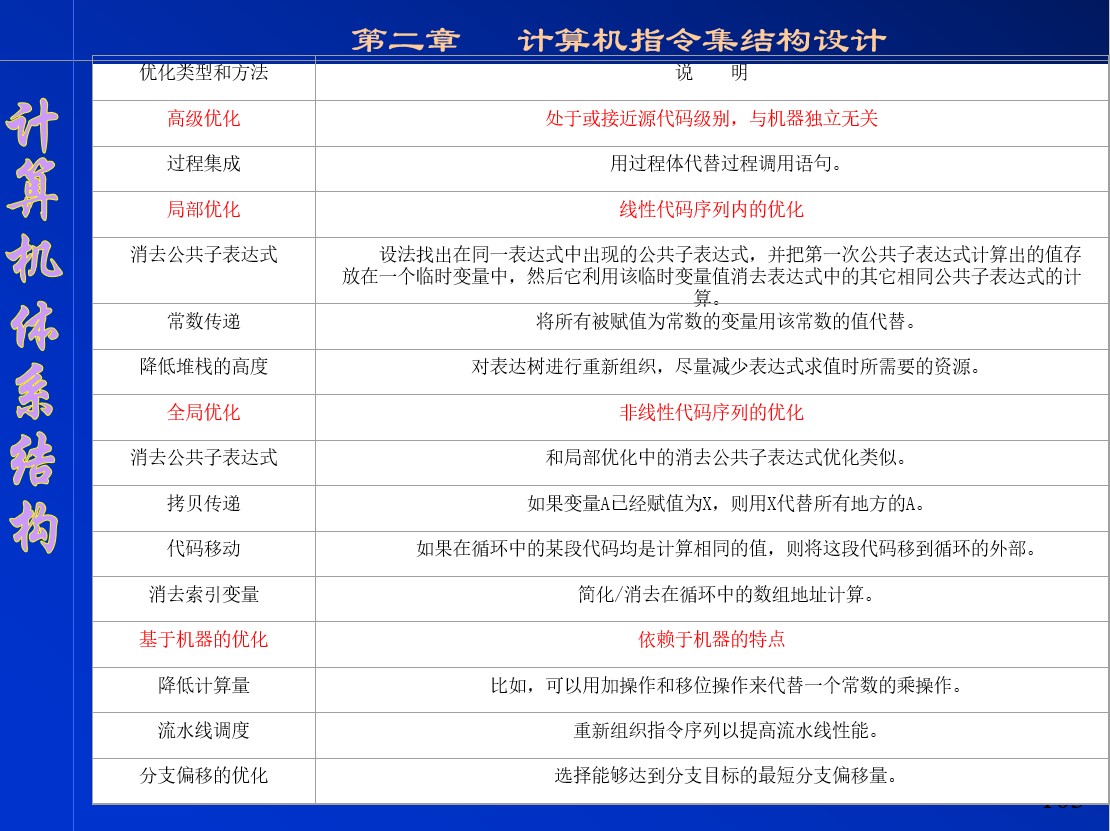 第二章 计算机指令集结构设计
计算机体系结构
优化类型和方法 说 明
高级优化 处于或接近源代码级别，与机器独立无关
过程集成 用过程体代替过程调用语句。
局部优化 线性代码序列内的优化
消去公共子表达式 设法找出在同一表达式中出现的公共子表达式，并把第一次公共子表达式计算出的值存
放在一个临时变量中，然后它利用该临时变量值消去表达式中的其它相同公共子表达式的计
算。
常数传递 将所有被赋值为常数的变量用该常数的值代替。
降低堆栈的高度 对表达树进行重新组织，尽量减少表达式求值时所需要的资源。
全局优化 非线性代码序列的优化
消去公共子表达式 和局部优化中的消去公共子表达式优化类似。
拷贝传递 如果变量A已经赋值为X，则用X代替所有地方的A。
代码移动 如果在循环中的某段代码均是计算相同的值，则将这段代码移到循环的外部。
消去索引变量 简化/消去在循环中的数组地址计算。
基于机器的优化 依赖于机器的特点
降低计算量 比如，可以用加操作和移位操作来代替一个常数的乘操作。
流水线调度 重新组织指令序列以提高流水线性能。
分支偏移的优化 选择能够达到分支目标的最短分支偏移量。